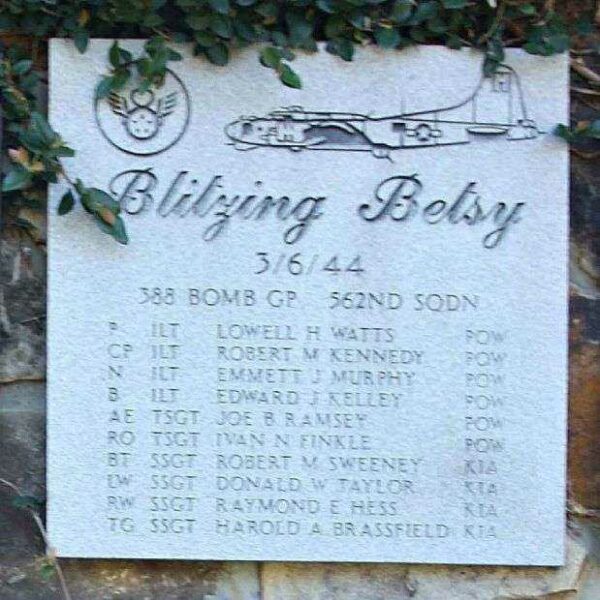 Blitzing Betsy
3/6/44
388 BOMB GP 562ND SQDN
P 1LT LOWELL H WATTS POW
CP 1LT ROBERT M KENNEDY POW
N 1LT EMMETT J MURPHY POW
B 1LT EDWARD J KELLEY POW
AE TSGT JOE B RAMSEY POW
RO TSGT IVAN N FINKLE POW
BT SSGT ROBERT M SWEENEY KIA
LW SSGT DONALD W TAYLOR KIA
RW SSGT RAYMOND E HESS KIA
TG SSGT HAROLD A BRASSFIELD KIA